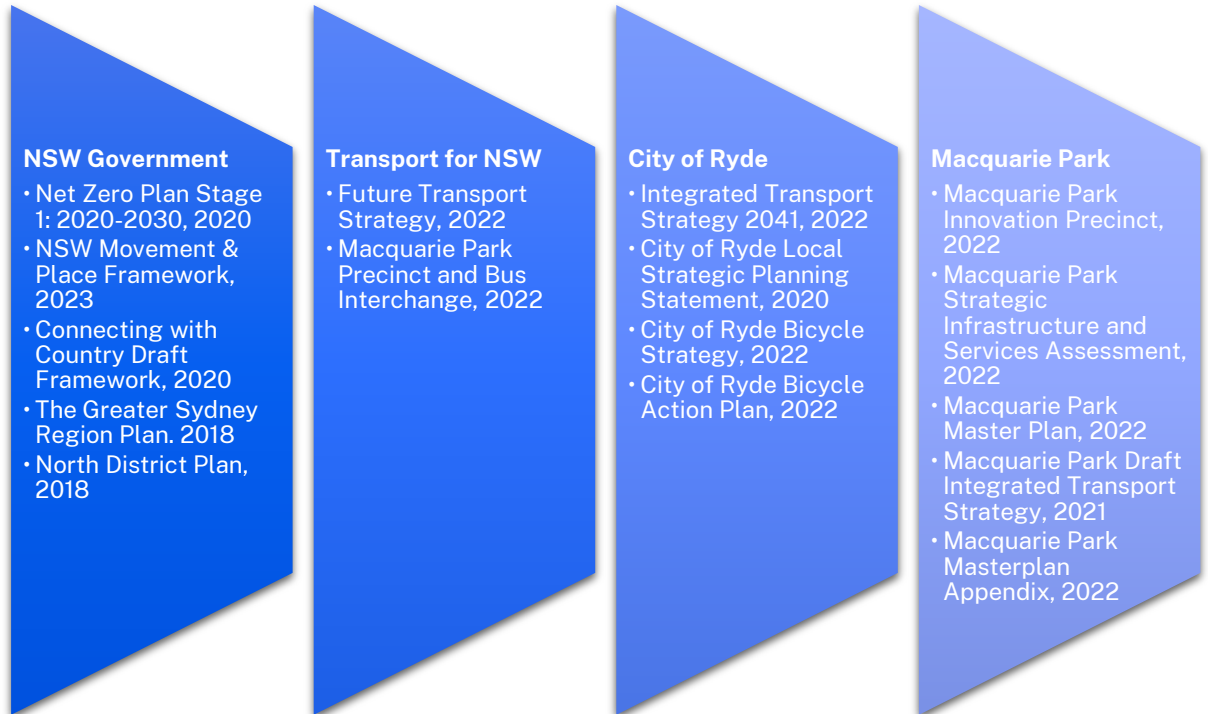 NSW Government
• Net Zero Plan Stage
1: 2020-2030, 2020
• NSW Movement &
Place Framework,
2023
• Connecting with
Country Draft
Framework, 2020
• The Greater Sydney
Region Plan. 2018
• North District Plan,
2018
Transport for NSW
• Future Transport
Strategy, 2022
• Macquarie Park
Precinct and Bus
Interchange, 2022
City of Ryde
• Integrated Transport
Strategy 2041, 2022
• City of Ryde Local
Strategic Planning
Statement, 2020
• City of Ryde Bicycle
Strategy, 2022
• City of Ryde Bicycle
Action Plan, 2022
Macquarie Park
• Macquarie Park
Innovation Precinct,
2022
• Macquarie Park
Strategic
Infrastructure and
Services Assessment,
2022
• Macquarie Park
Master Plan, 2022
• Macquarie Park Draft
Integrated Transport
Strategy, 2021
• Macquarie Park
Masterplan
Appendix, 2022